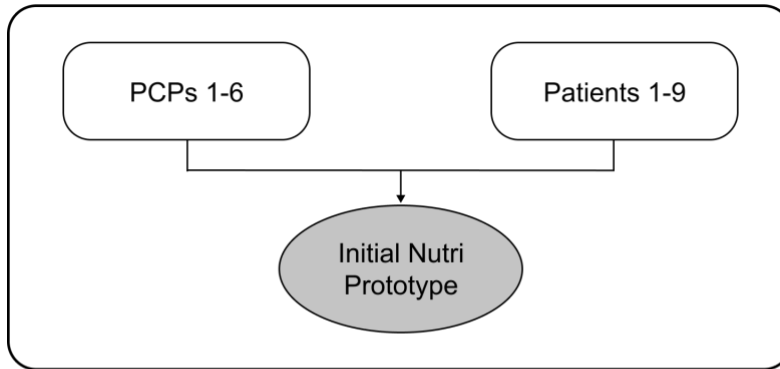 PCPs 1-6
Patients 1-9
Initial Nutri
Prototype